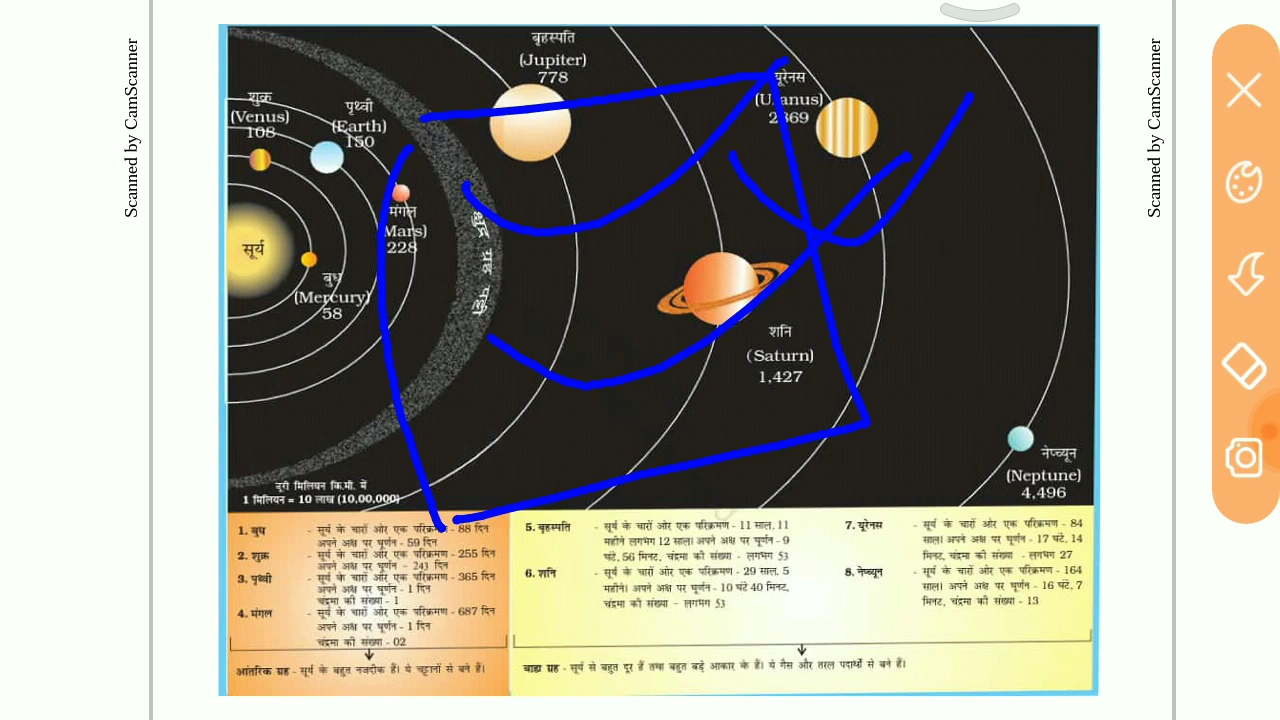 Scanned by CamScanner
Scanned by CamScanner
बृहस्पति
(Jupiter)
778
यूरेनस
(Uranus)
2869
शुक्र
(Venus)
108
पृथ्वी
(Earth)
150
मंगल
(Mars)
228
सूर्य
बुध
(Mercury)
58
क्षुद्र ग्रह पट्टी
शनि
(Saturn)
1,427
नेप्च्यून
(Neptune)
4,496
दूरी मिलियन कि.मी. में
1 मिलियन = 10 लाख (10,00,000)
1. बुध - सूर्य के चारों ओर एक परिक्रमण - 88 दिन
अपने अक्ष पर घूर्णन - 59 दिन
2. शुक्र - सूर्य के चारों ओर एक परिक्रमण - 255 दिन
अपने अक्ष पर घूर्णन - 243 दिन
3. पृथ्वी - सूर्य के चारों ओर एक परिक्रमण - 365 दिन
अपने अक्ष पर घूर्णन - 1 दिन
चंद्रमा की संख्या - 1
4. मंगल - सूर्य के चारों ओर एक परिक्रमण - 687 दिन
अपने अक्ष पर घूर्णन - 1 दिन
चंद्रमा की संख्या - 02
आंतरिक ग्रह - सूर्य के बहुत नजदीक हैं। ये चट्टानों से बने हैं।
5. बृहस्पति - सूर्य के चारों ओर एक परिक्रमण - 11 साल, 11
महीने लगभग 12 साल। अपने अक्ष पर घूर्णन - 9
घंटे, 56 मिनट, चंद्रमा की संख्या - लगभग 53
6. शनि - सूर्य के चारों ओर एक परिक्रमण - 29 साल, 5
महीने। अपने अक्ष पर घूर्णन - 10 घंटे 40 मिनट,
चंद्रमा की संख्या - लगभग 53
7. यूरेनस - सूर्य के चारों ओर एक परिक्रमण - 84
साल। अपने अक्ष पर घूर्णन - 17 घंटे, 14
मिनट, चंद्रमा की संख्या - लगभग 27
8. नेप्च्यून - सूर्य के चारों ओर एक परिक्रमण - 164
साल। अपने अक्ष पर घूर्णन - 16 घंटे, 7
मिनट, चंद्रमा की संख्या - 13
बाह्य ग्रह - सूर्य से बहुत दूर हैं तथा बहुत बड़े आकार के हैं। ये गैस और तरल पदार्थों से बने हैं।